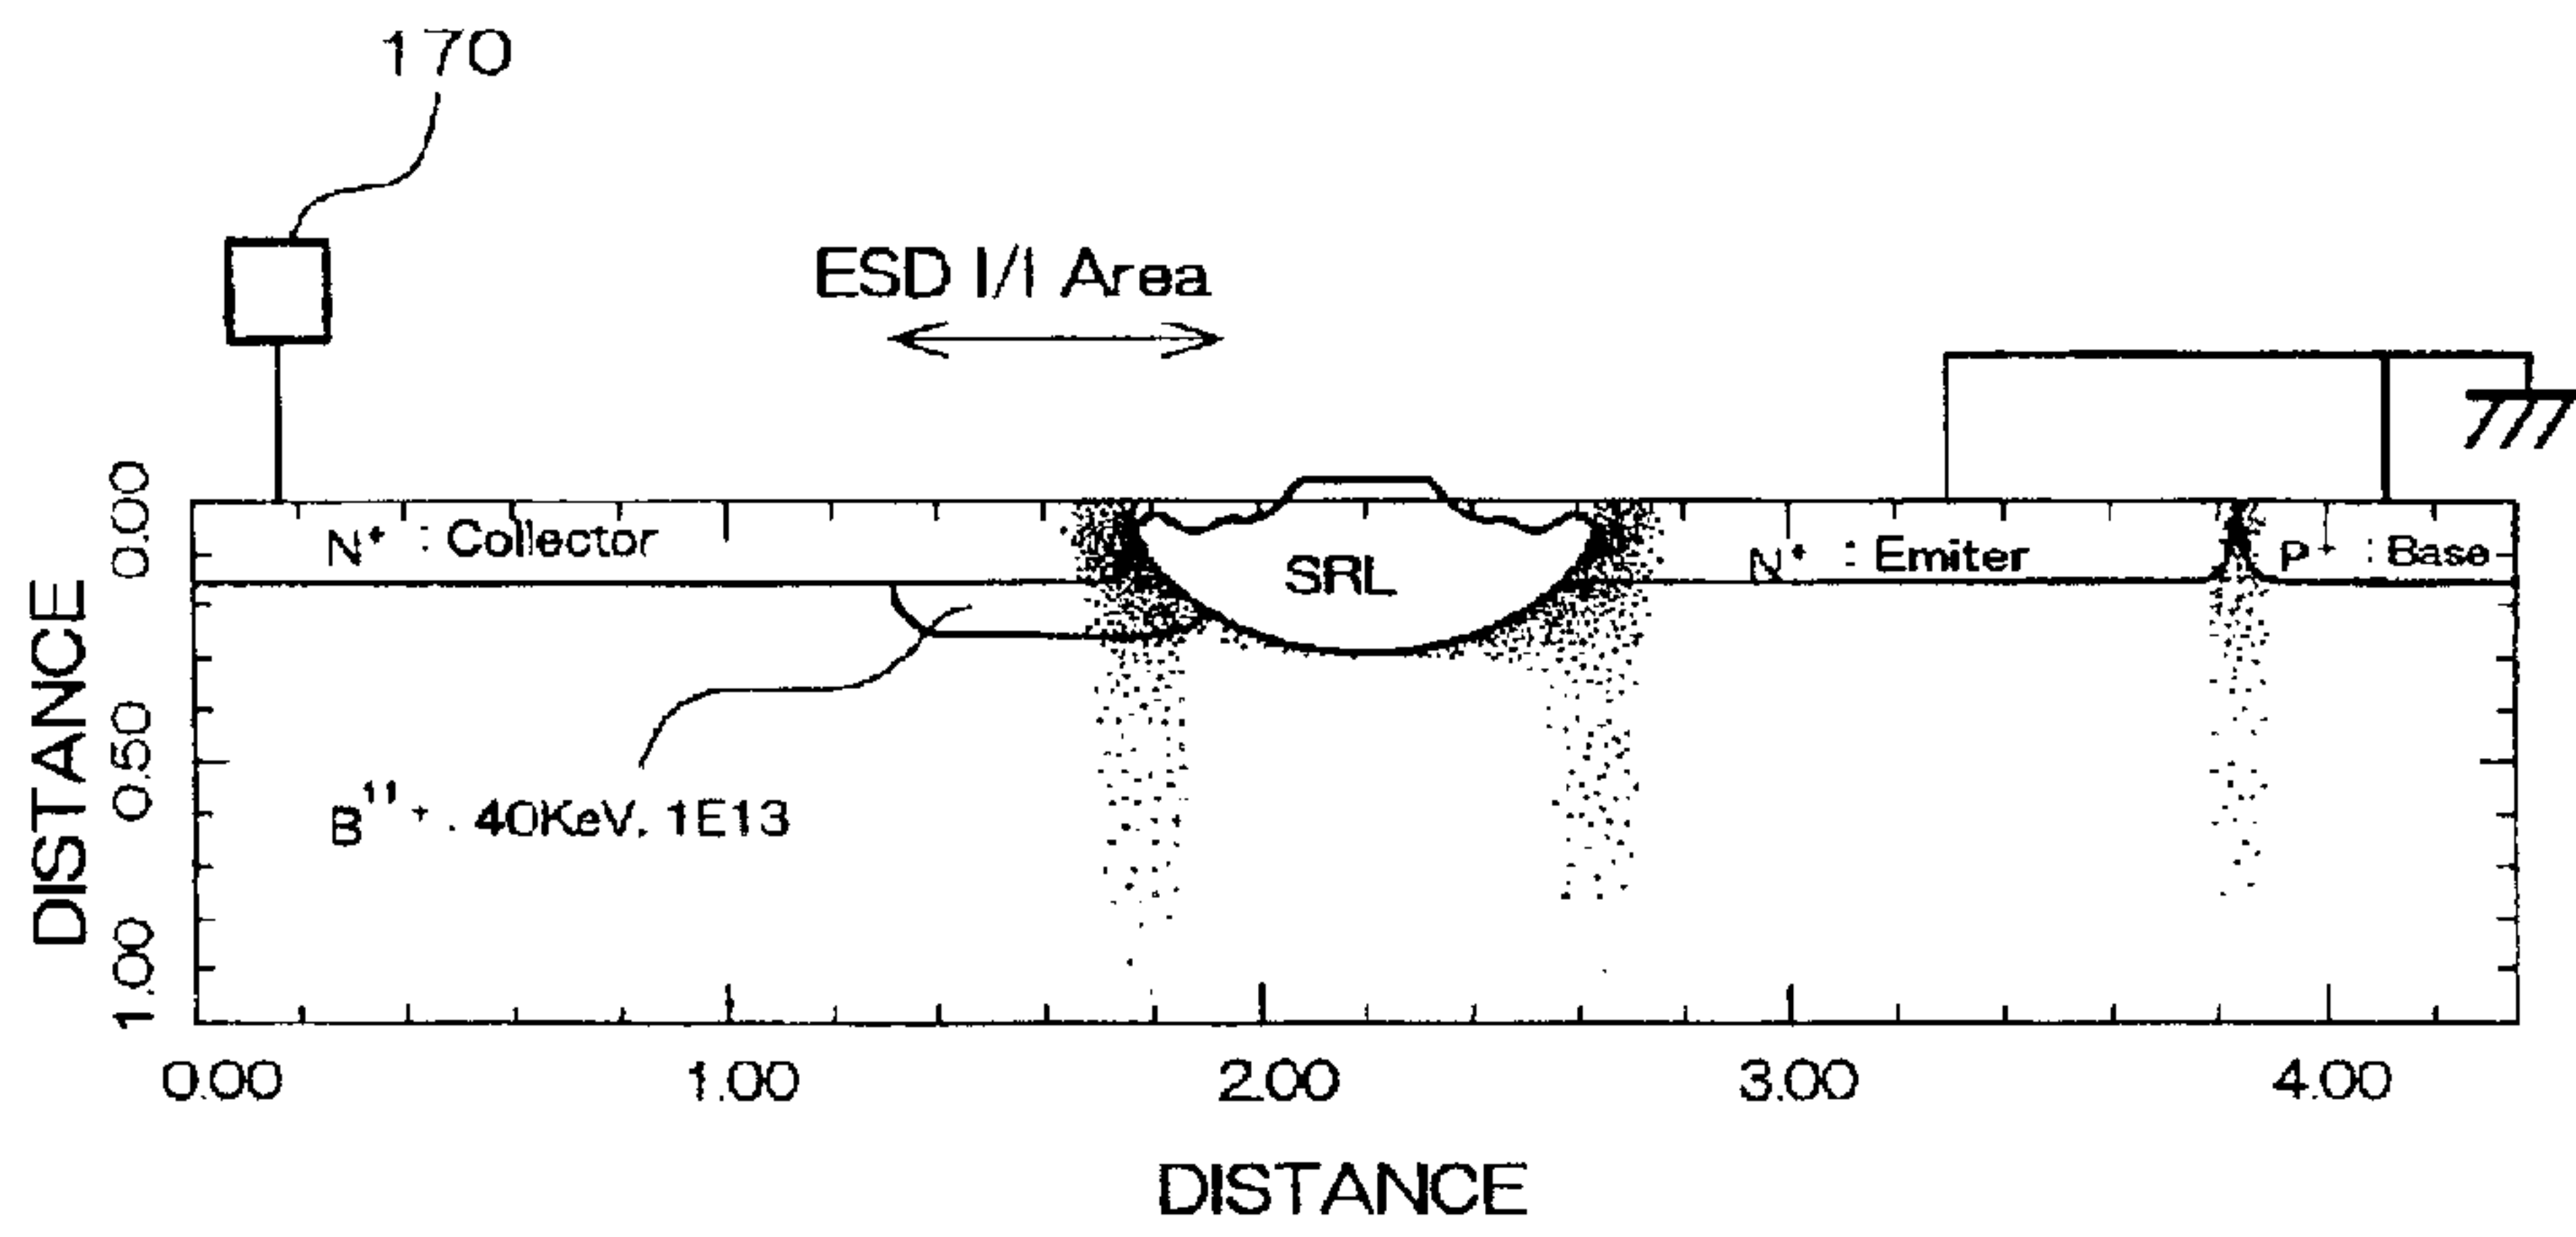 170
ESD I/I Area
N+ : Collector
SRL
N+ : Emiter
P+ : Base
B11+ . 40KeV. 1E13
DISTANCE
0.00
0.50
1.00
0.00 1.00 2.00 3.00 4.00
DISTANCE